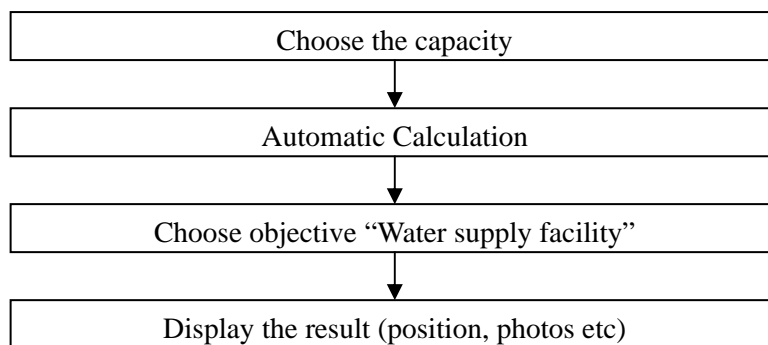 Choose the capacity
Automatic Calculation
Choose objective “Water supply facility”
Display the result (position, photos etc)